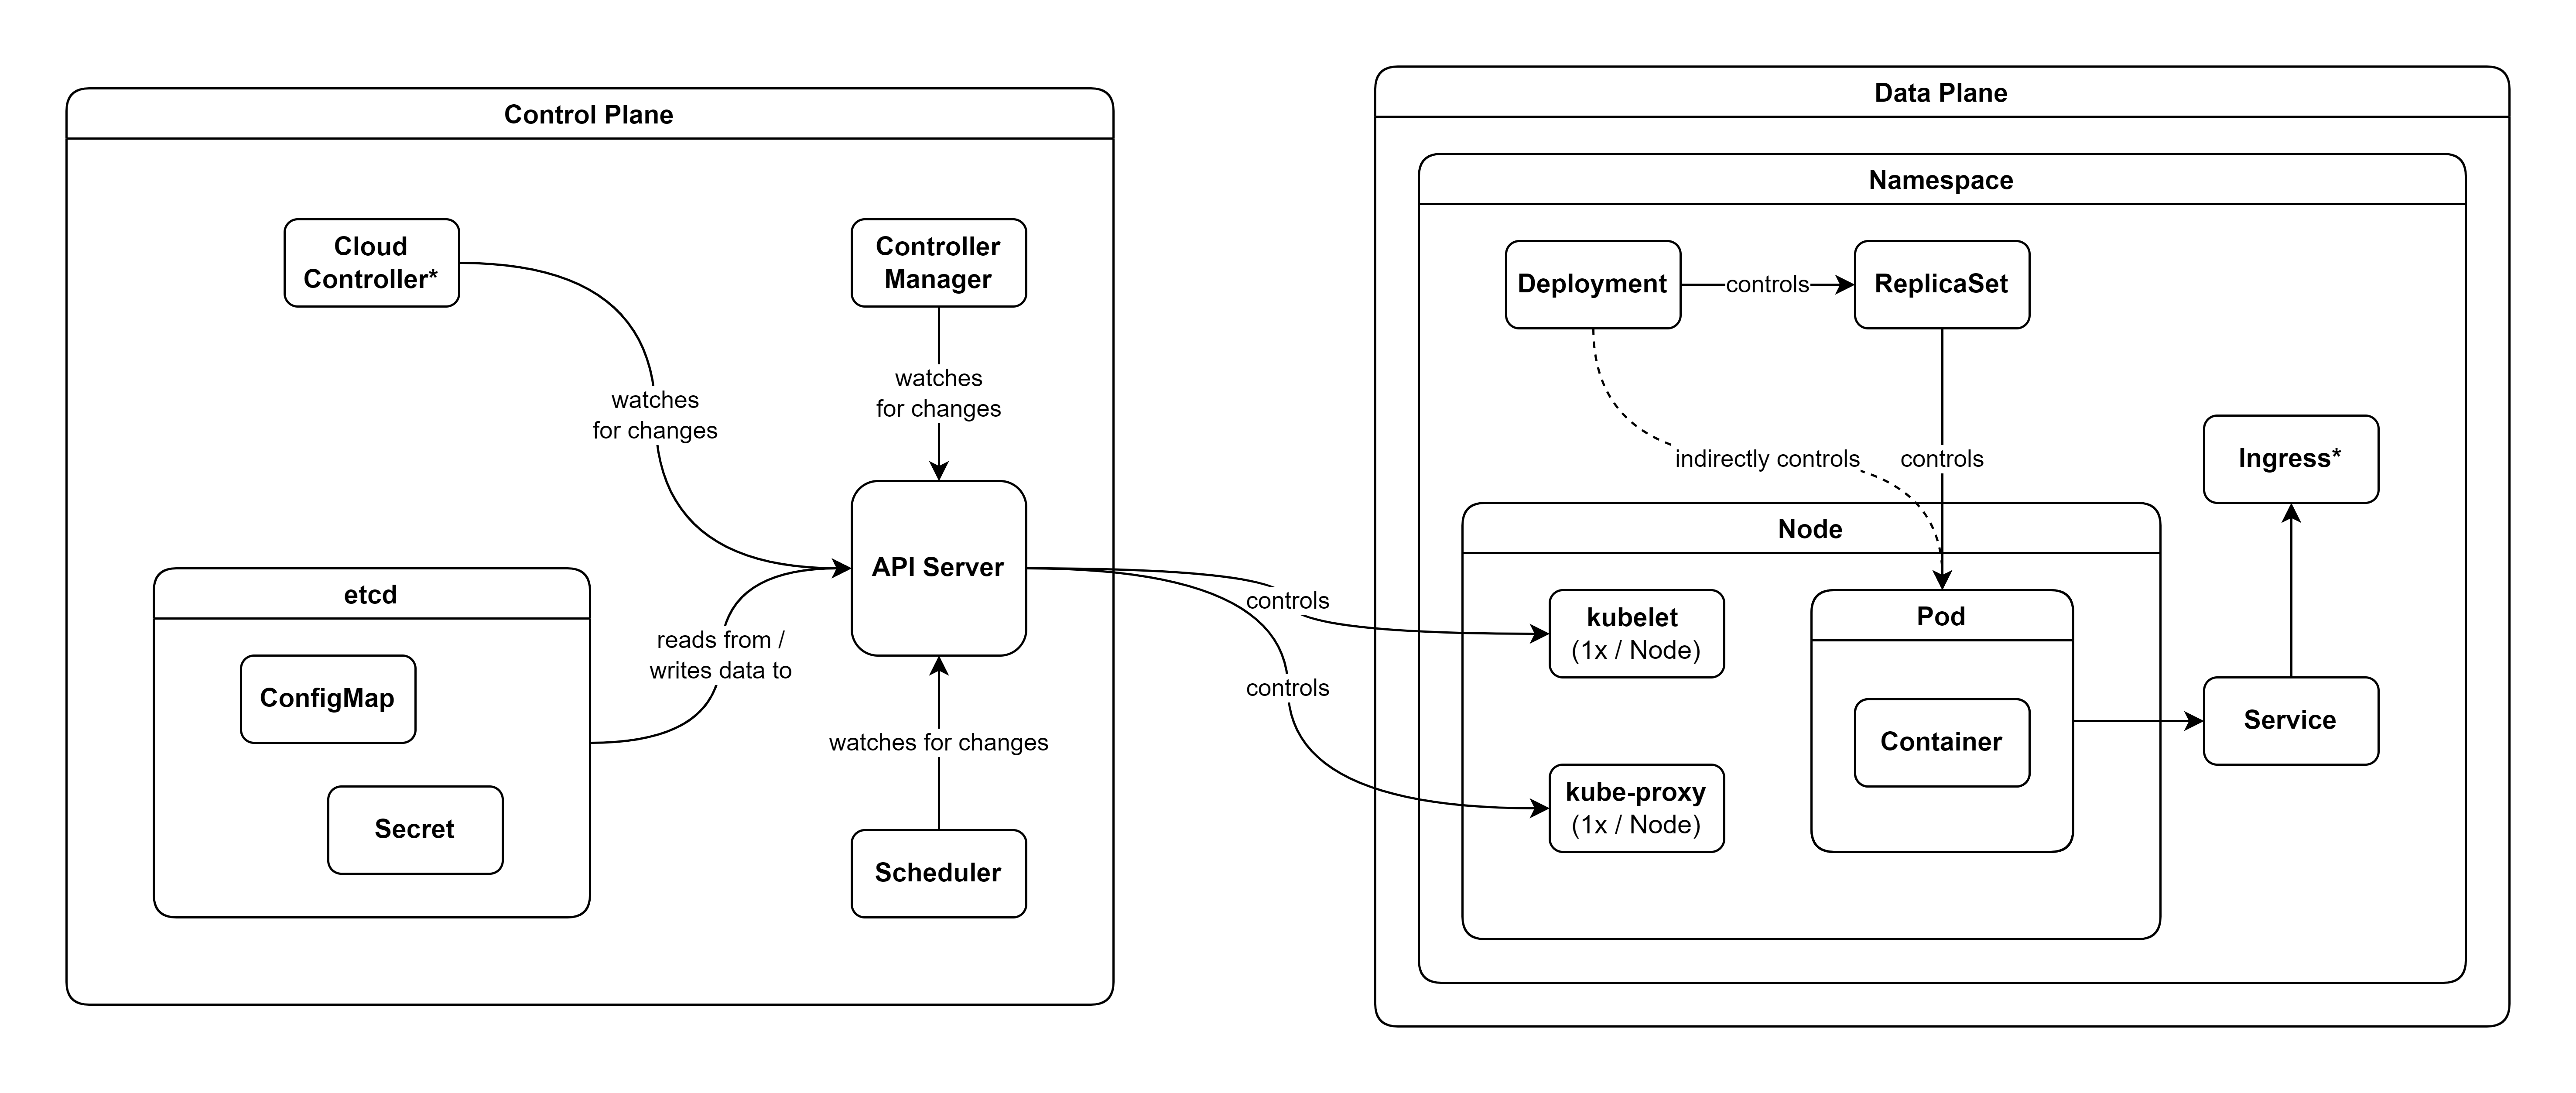 Control Plane
Cloud
Controller*
Controller
Manager
watches
for changes
watches
for changes
API Server
etcd
ConfigMap
Secret
reads from /
writes data to
watches for changes
Scheduler
controls
controls
Data Plane
Namespace
Deployment
controls
ReplicaSet
indirectly controls
controls
Ingress*
Node
kubelet
(1x / Node)
kube-proxy
(1x / Node)
Pod
Container
Service